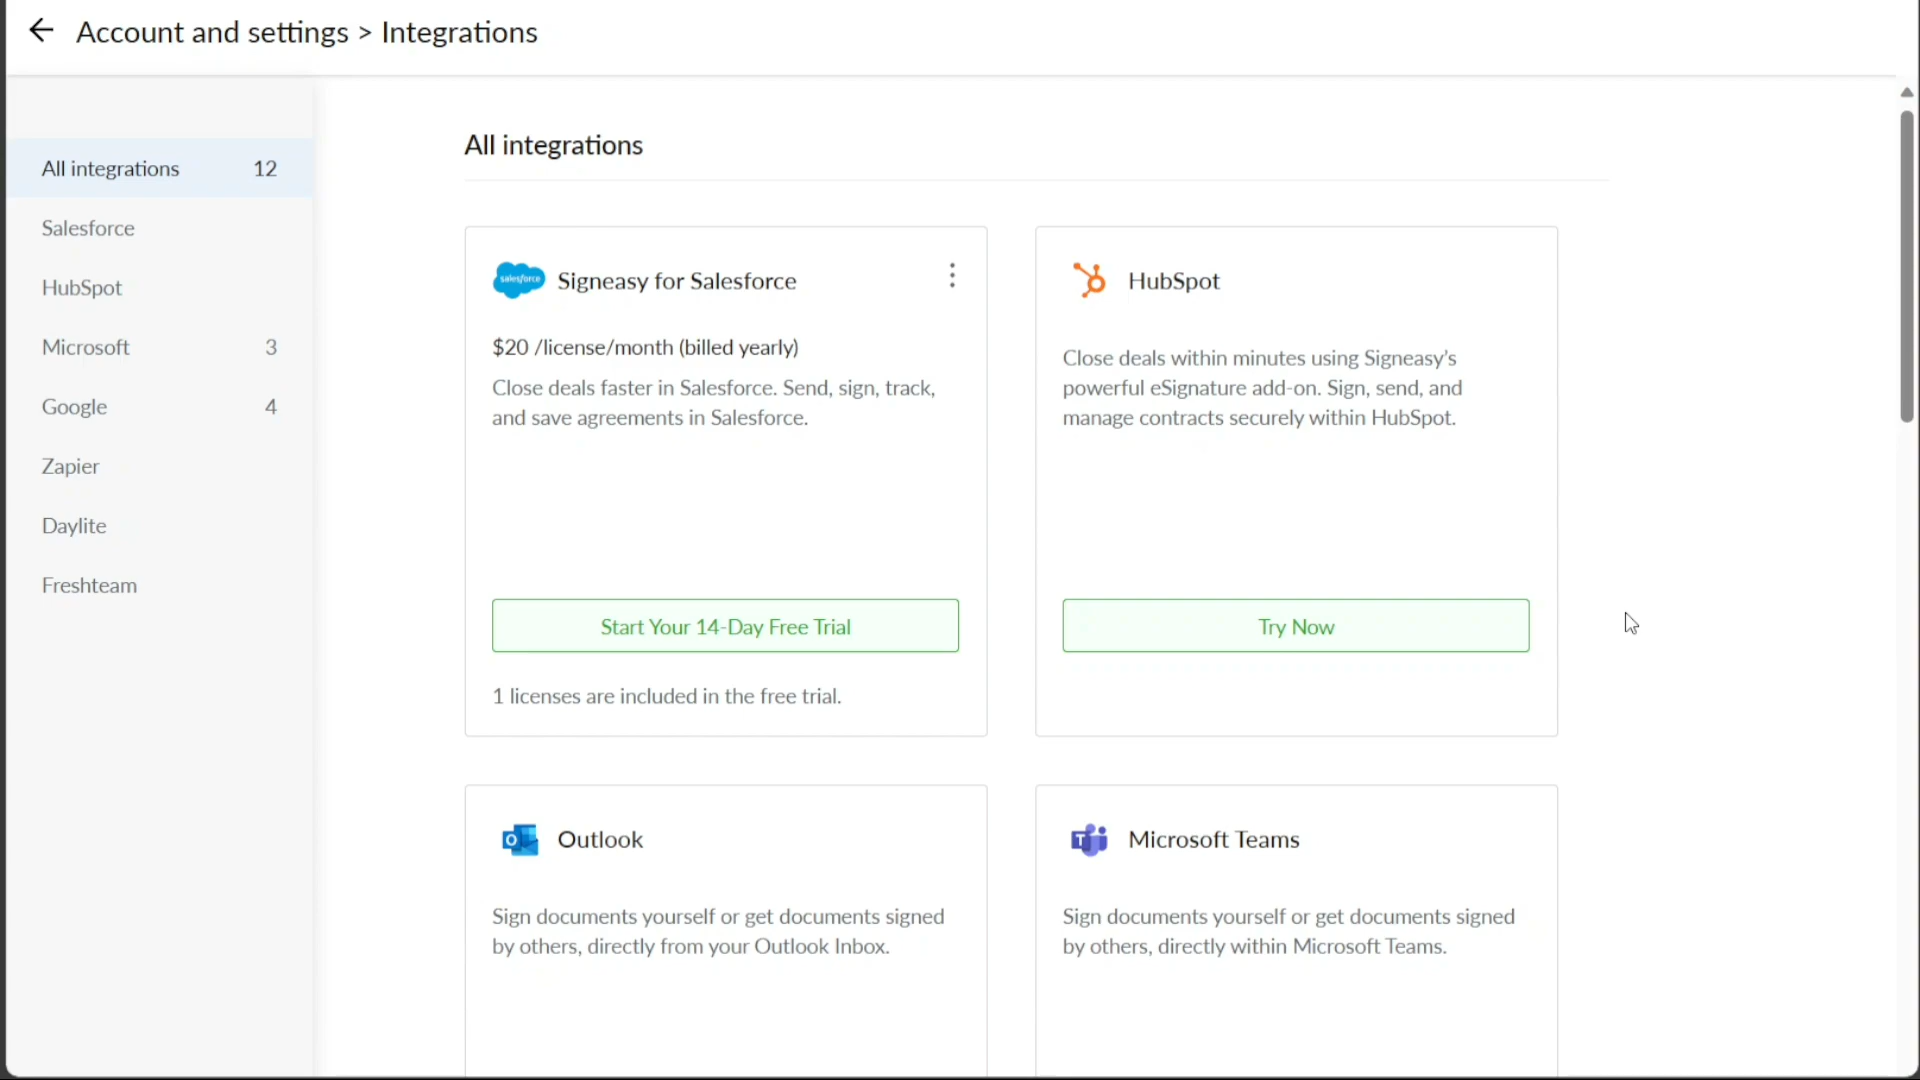 Account and settings > Integrations
All integrations 12
Salesforce
HubSpot
Microsoft 3
Google 4
Zapier
Daylite
Freshteam
All integrations
salesforce
Signeasy for Salesforce
$20 /license/month (billed yearly)
Close deals faster in Salesforce. Send, sign, track,
and save agreements in Salesforce.
Start Your 14-Day Free Trial
1 licenses are included in the free trial.
HubSpot
Close deals within minutes using Signeasy’s
powerful eSignature add-on. Sign, send, and
manage contracts securely within HubSpot.
Try Now
Outlook
Sign documents yourself or get documents signed
by others, directly from your Outlook Inbox.
Microsoft Teams
Sign documents yourself or get documents signed
by others, directly within Microsoft Teams.